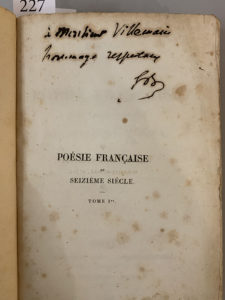 227
à Monsieur Villemain
hommage respectueux
POÉSIE FRANÇAISE
AU
SEIZIÈME SIÈCLE.
TOME Iᵉʳ.